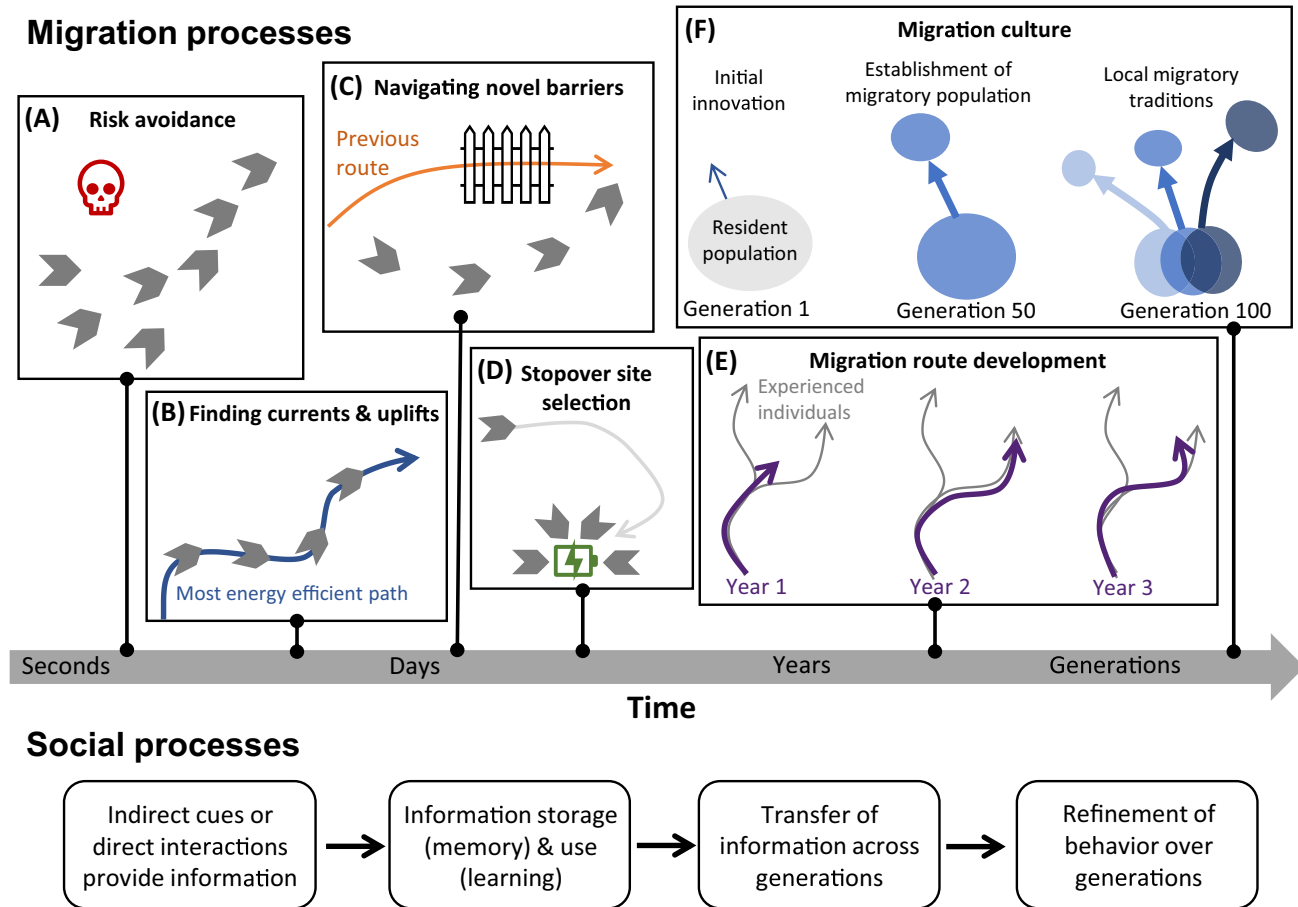 Migration processes
(A)
Risk avoidance
(B) Finding currents & uplifts
Most energy efficient path
(C) Navigating novel barriers
Previous
route
(D) Stopover site
selection
(E)
Migration route development
Experienced
individuals
Year 1
Year 2
Year 3
(F)
Migration culture
Initial
innovation
Resident
population
Generation 1
Establishment of
migratory population
Generation 50
Local migratory
traditions
Generation 100
Seconds
Days
Years
Generations
Time
Social processes
Indirect cues or
direct interactions
provide information
Information storage
(memory) & use
(learning)
Transfer of
information across
generations
Refinement of
behavior over
generations